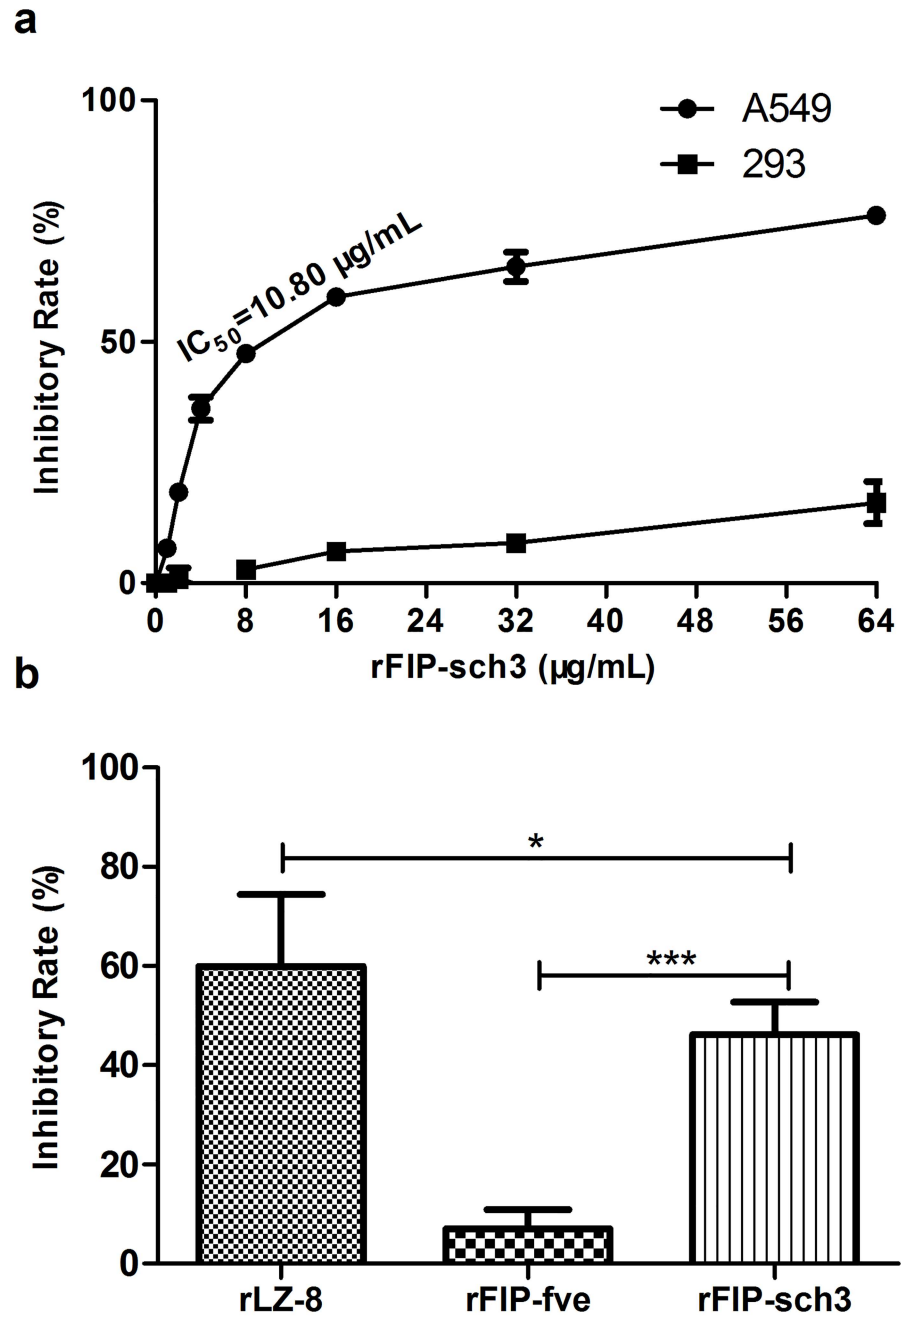 a
100
50
0
Inhibitory Rate (%)
A549
293
IC50=10.80 µg/mL
0 8 16 24 32 40 48 56 64
rFIP-sch3 (µg/mL)
b
100
80
60
40
20
0
Inhibitory Rate (%)
*
***
rLZ-8 rFIP-fve rFIP-sch3